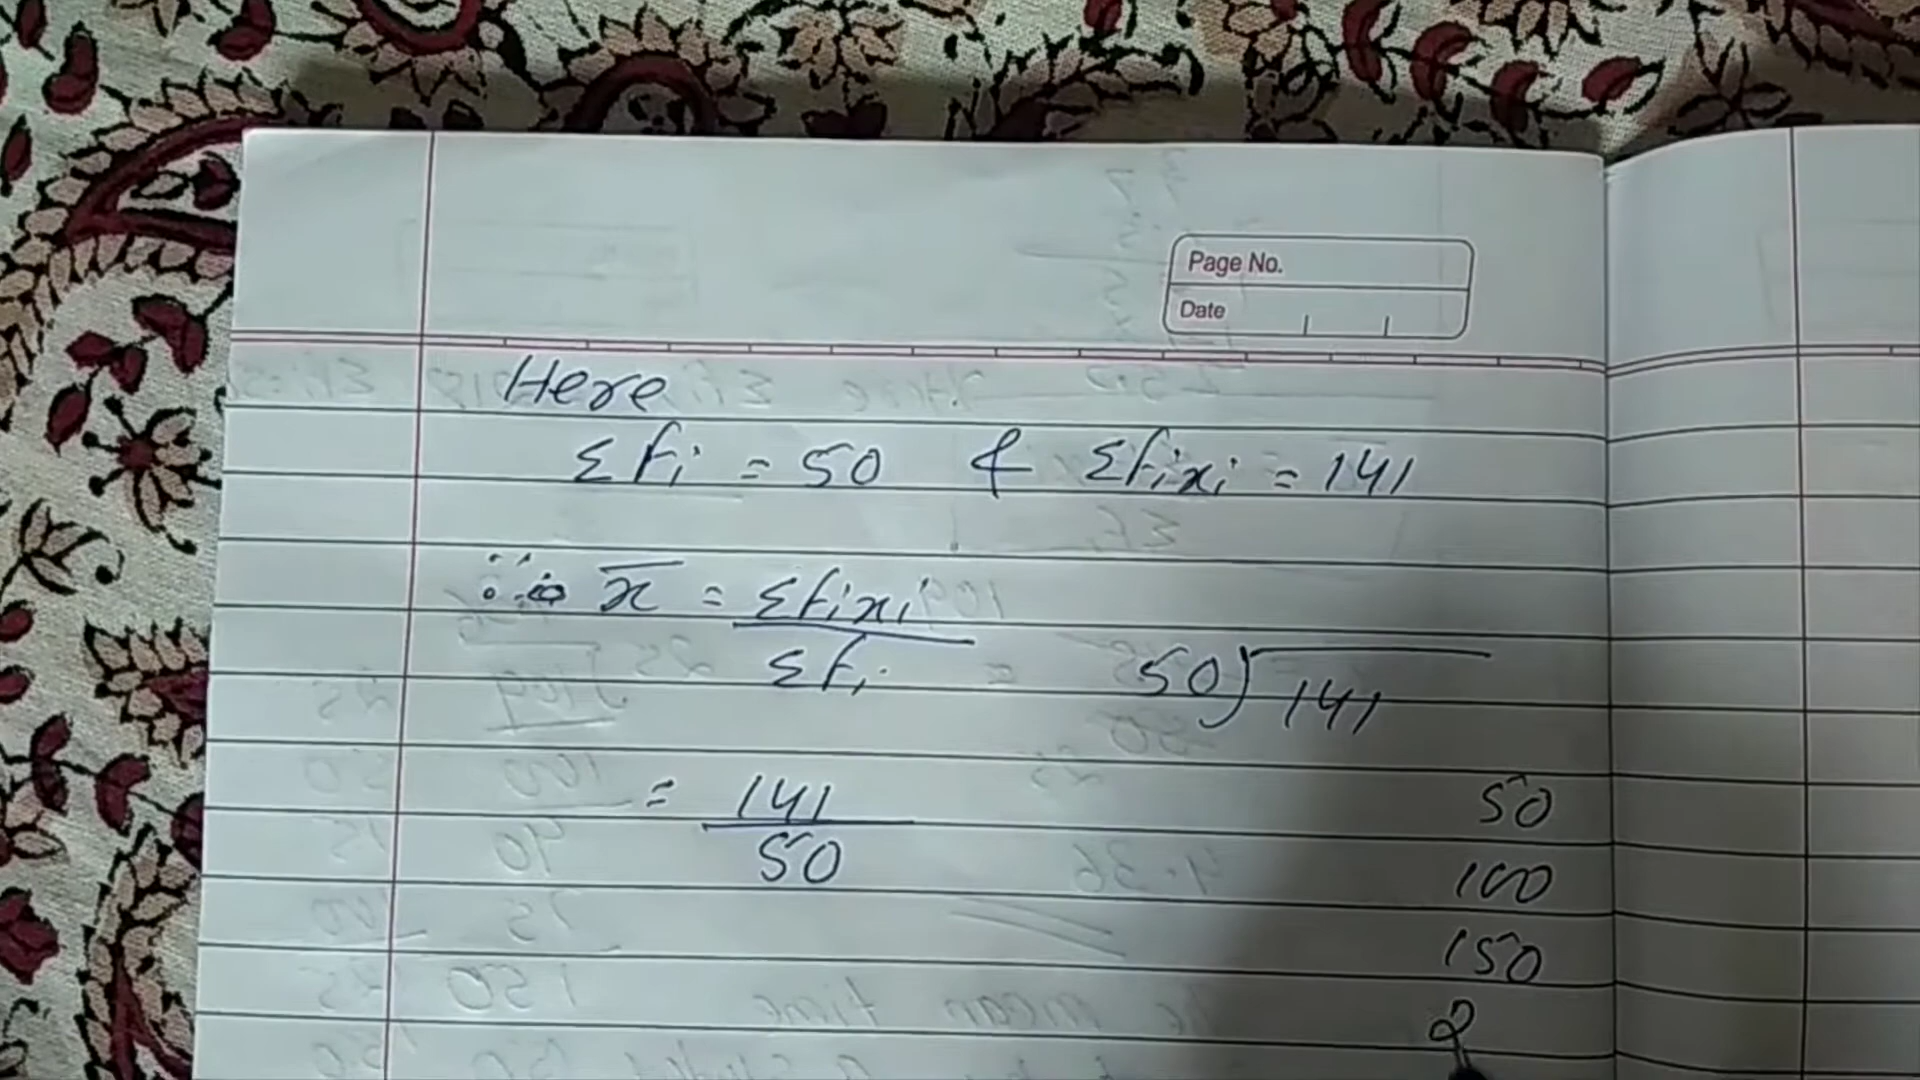 Page No.
Date
Here
Σfi = 50 & Σfixi = 141
∴ x̄ = Σfixi
Σfi
50)141
= 141
50
50
100
150
2